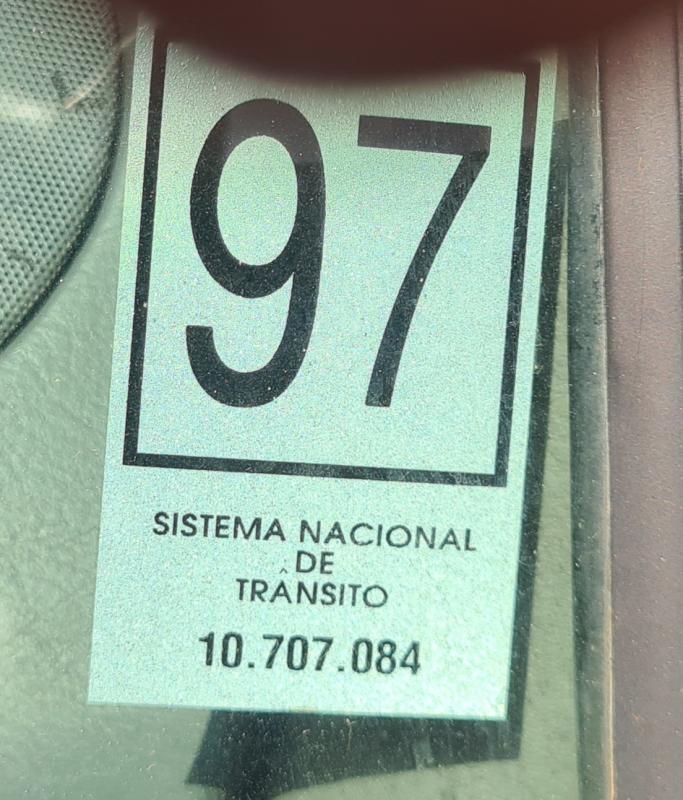 97
SISTEMA NACIONAL
DE
TRÂNSITO
10.707.084